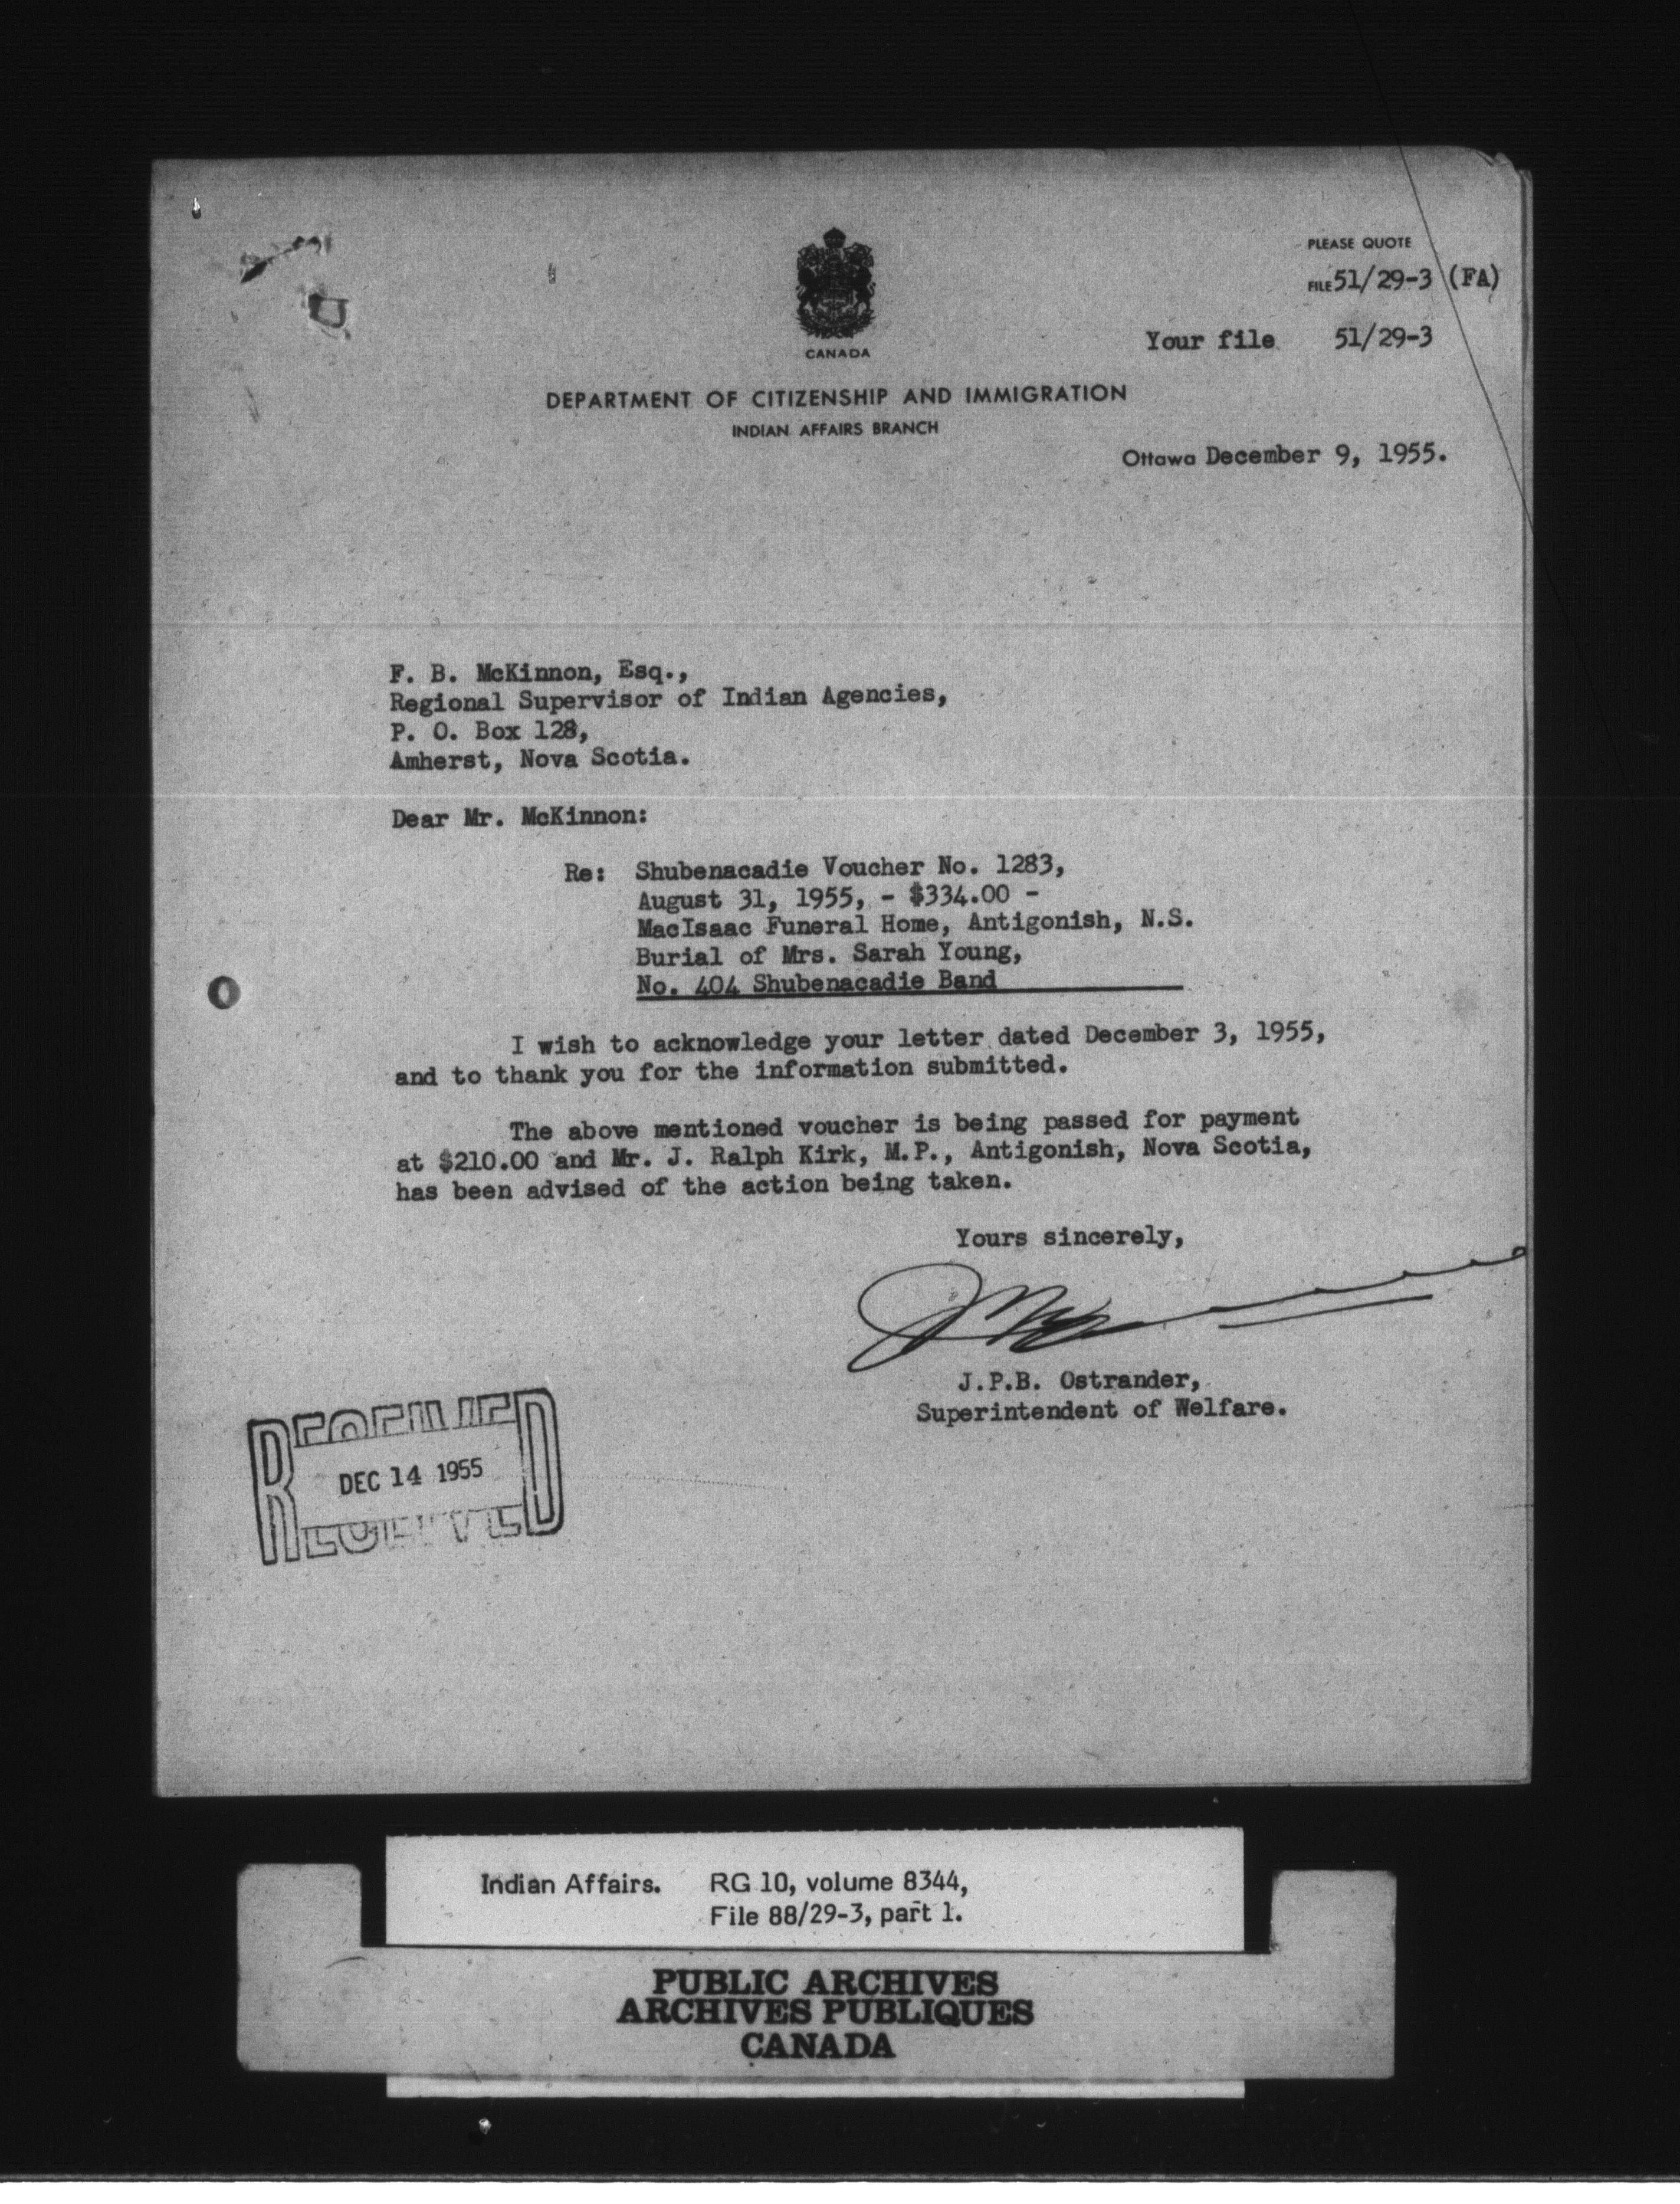 PLEASE QUOTE
FILE 51/29-3 (FA)
Your file 51/29-3
CANADA
DEPARTMENT OF CITIZENSHIP AND IMMIGRATION
INDIAN AFFAIRS BRANCH
Ottawa December 9, 1955.
F. B. McKinnon, Esq.,
Regional Supervisor of Indian Agencies,
P. O. Box 128,
Amherst, Nova Scotia.
Dear Mr. McKinnon:
Re: Shubenacadie Voucher No. 1283,
August 31, 1955, - $334.00 -
MacIsaac Funeral Home, Antigonish, N.S.
Burial of Mrs. Sarah Young,
No. 404 Shubenacadie Band
I wish to acknowledge your letter dated December 3, 1955,
and to thank you for the information submitted.
The above mentioned voucher is being passed for payment
at $210.00 and Mr. J. Ralph Kirk, M.P., Antigonish, Nova Scotia,
has been advised of the action being taken.
Yours sincerely,
J.P.B. Ostrander,
Superintendent of Welfare.
RECEIVED
DEC 14 1955
RECEIVED
Indian Affairs. RG 10, volume 8344,
File 88/29-3, part 1.
PUBLIC ARCHIVES
ARCHIVES PUBLIQUES
CANADA